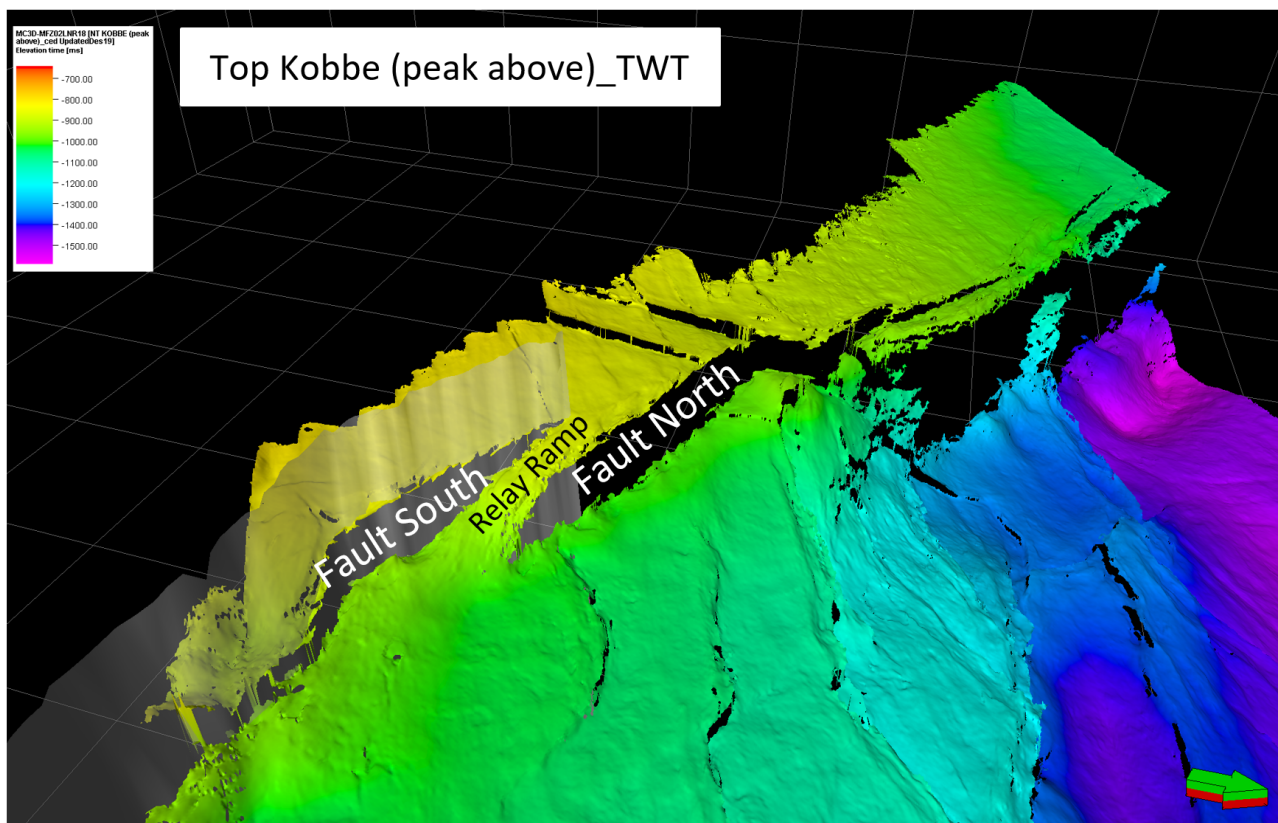 MC3D-MFZ02LNR18 [NT KOBBE (peak
above)_ced UpdatedDes19]
Elevation time [ms]
-700.00
-800.00
-900.00
-1000.00
-1100.00
-1200.00
-1300.00
-1400.00
-1500.00
Top Kobbe (peak above)_TWT
Fault North
Relay Ramp
Fault South